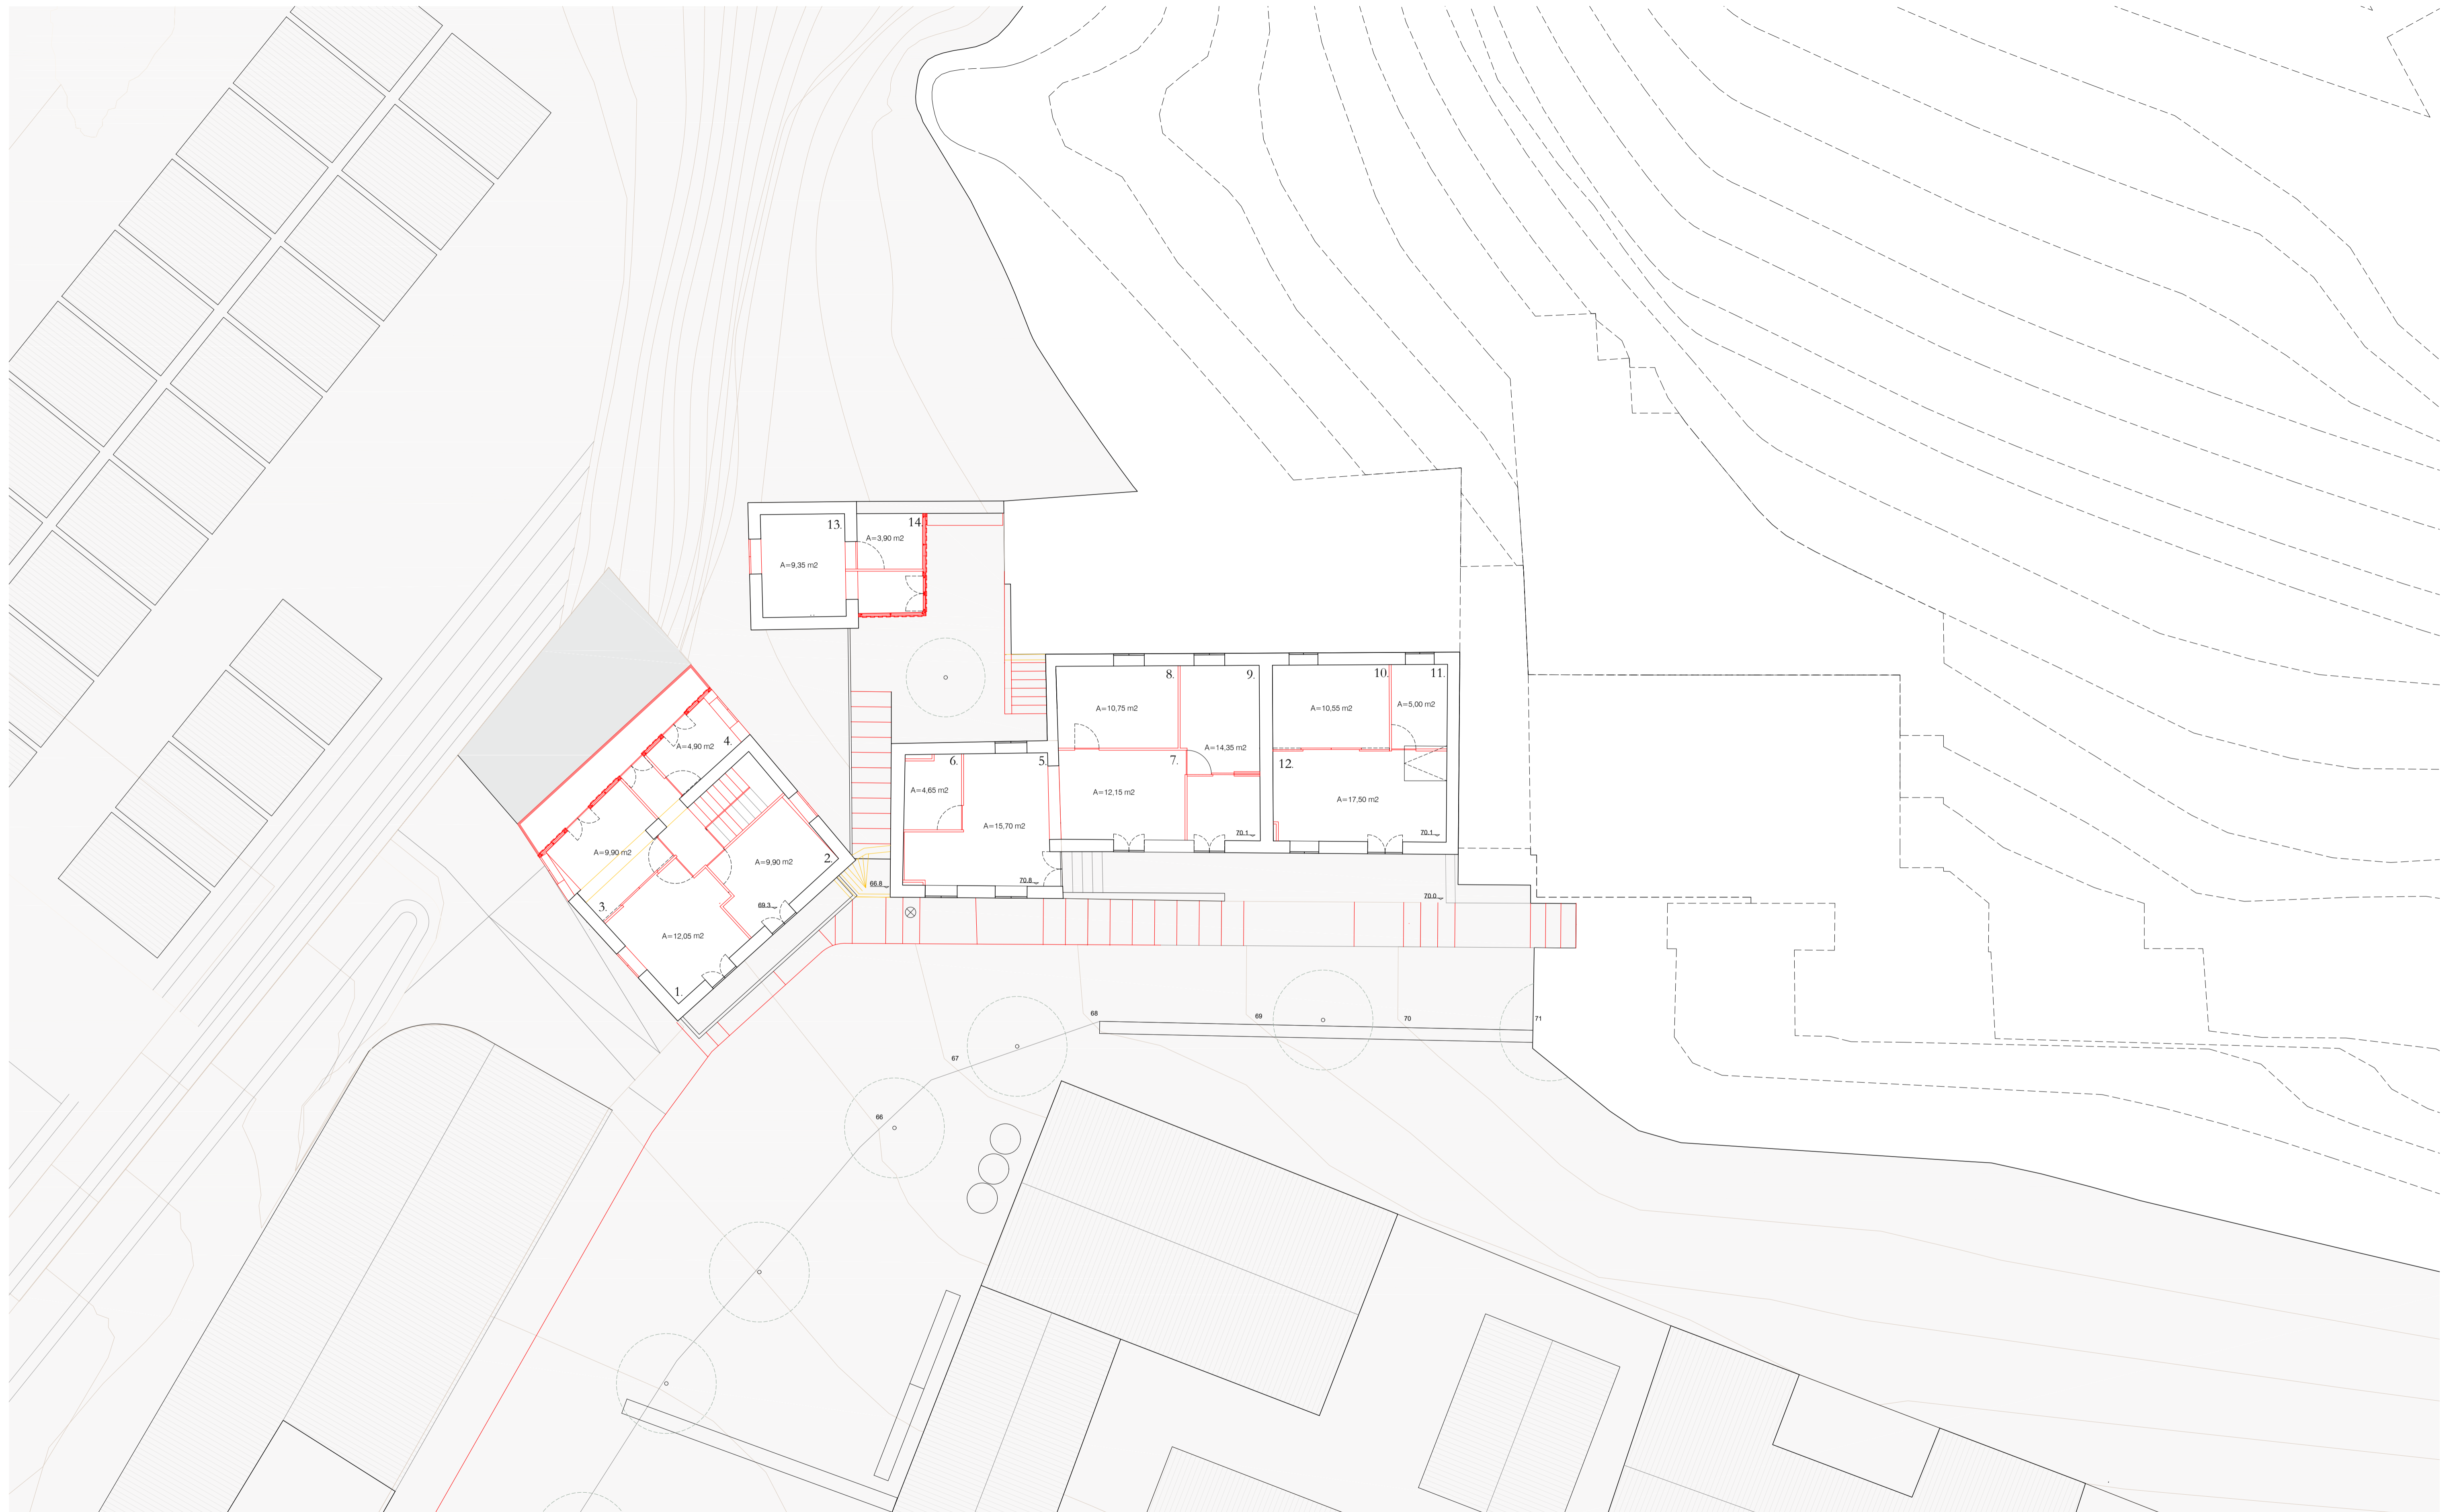 13.
14.
A=3,90 m2
A=9,35 m2
8.
9.
10.
11.
A=10,75 m2
A=10,55 m2
A=5,00 m2
4.
A=4,90 m2
A=14,35 m2
6.
5.
7.
12.
A=4,65 m2
A=12,15 m2
A=17,50 m2
A=15,70 m2
70.1
70.1
A=9,90 m2
A=9,90 m2
2.
66.8
70.8
70.0
3.
69.3
A=12,05 m2
1.
68
69
70
71
67
66